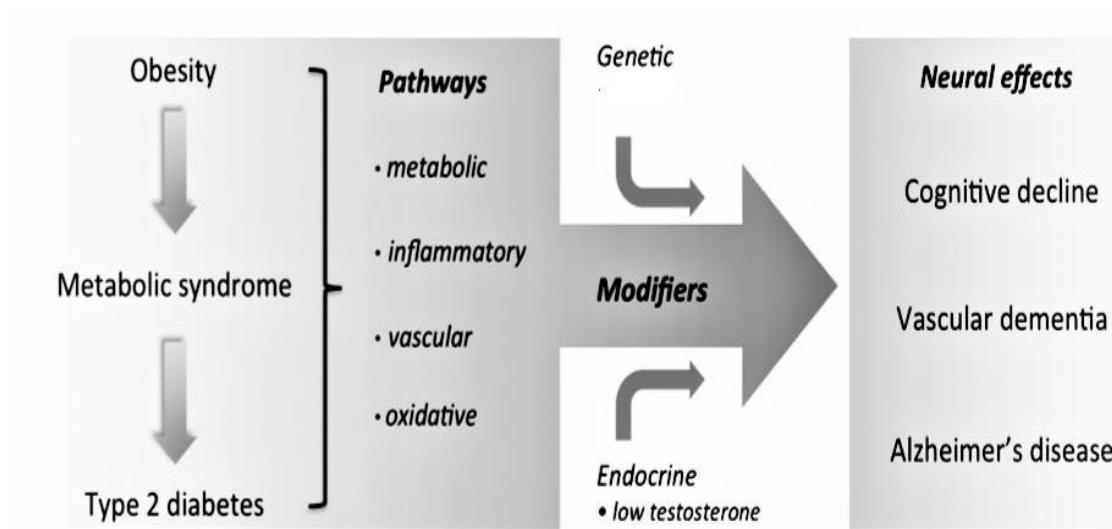 Obesity
Metabolic syndrome
Type 2 diabetes
Pathways
• metabolic
• inflammatory
• vascular
• oxidative
Genetic
Modifiers
Endocrine
• low testosterone
Neural effects
Cognitive decline
Vascular dementia
Alzheimer's disease